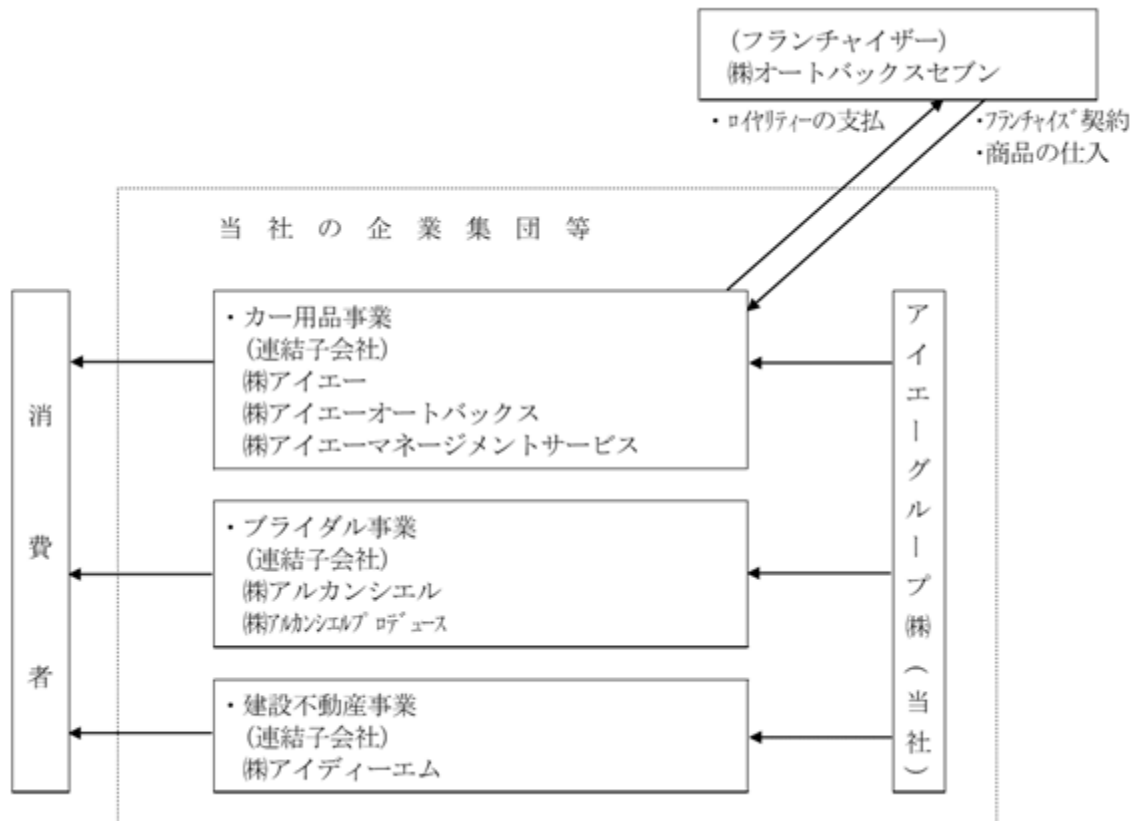 (フランチャイザー)
㈱オートバックスセブン
・ロイヤリティーの支払
・フランチャイズ契約
・商品の仕入
当社の企業集団等
・カー用品事業
(連結子会社)
㈱アイエー
㈱アイエーオートバックス
㈱アイエーマネージメントサービス
・ブライダル事業
(連結子会社)
㈱アルカンシエル
㈱アルカンシエルプロデュース
・建設不動産事業
(連結子会社)
㈱アイディーエム
消費者
アイエーグループ㈱(当社)